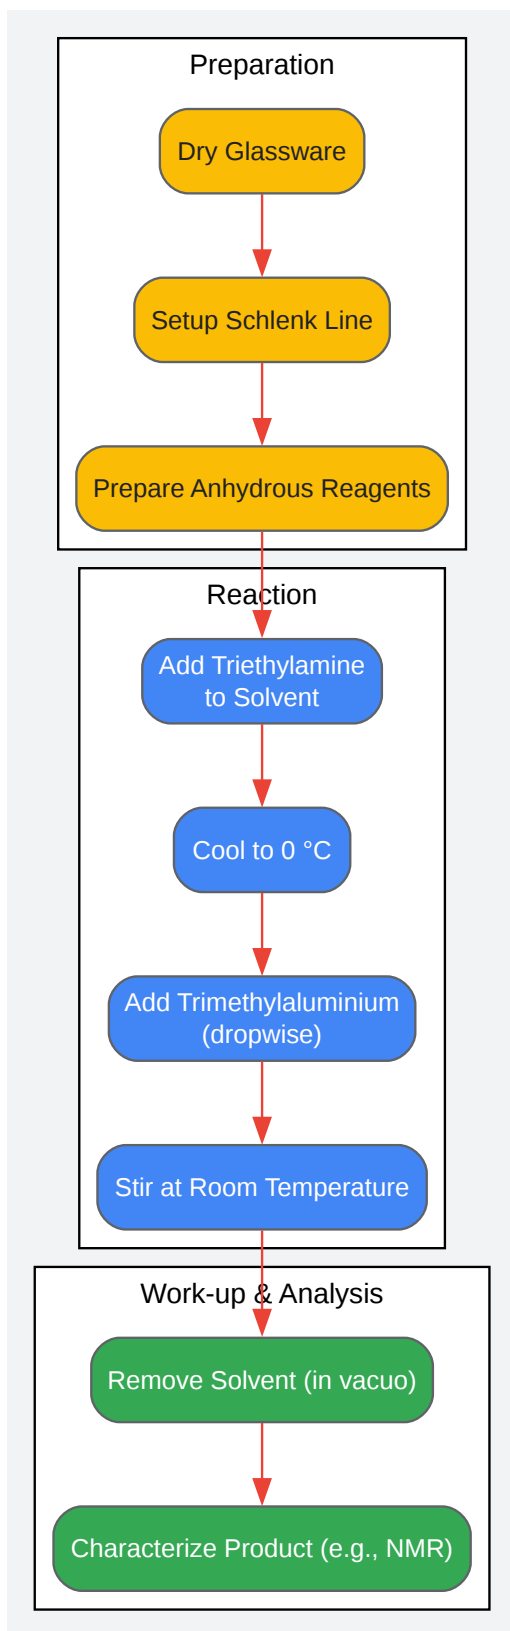 Preparation
Dry Glassware
Setup Schlenk Line
Prepare Anhydrous Reagents
Reaction
Add Triethylamine
to Solvent
Cool to 0 °C
Add Trimethylaluminium
(dropwise)
Stir at Room Temperature
Work-up & Analysis
Remove Solvent (in vacuo)
Characterize Product (e.g., NMR)